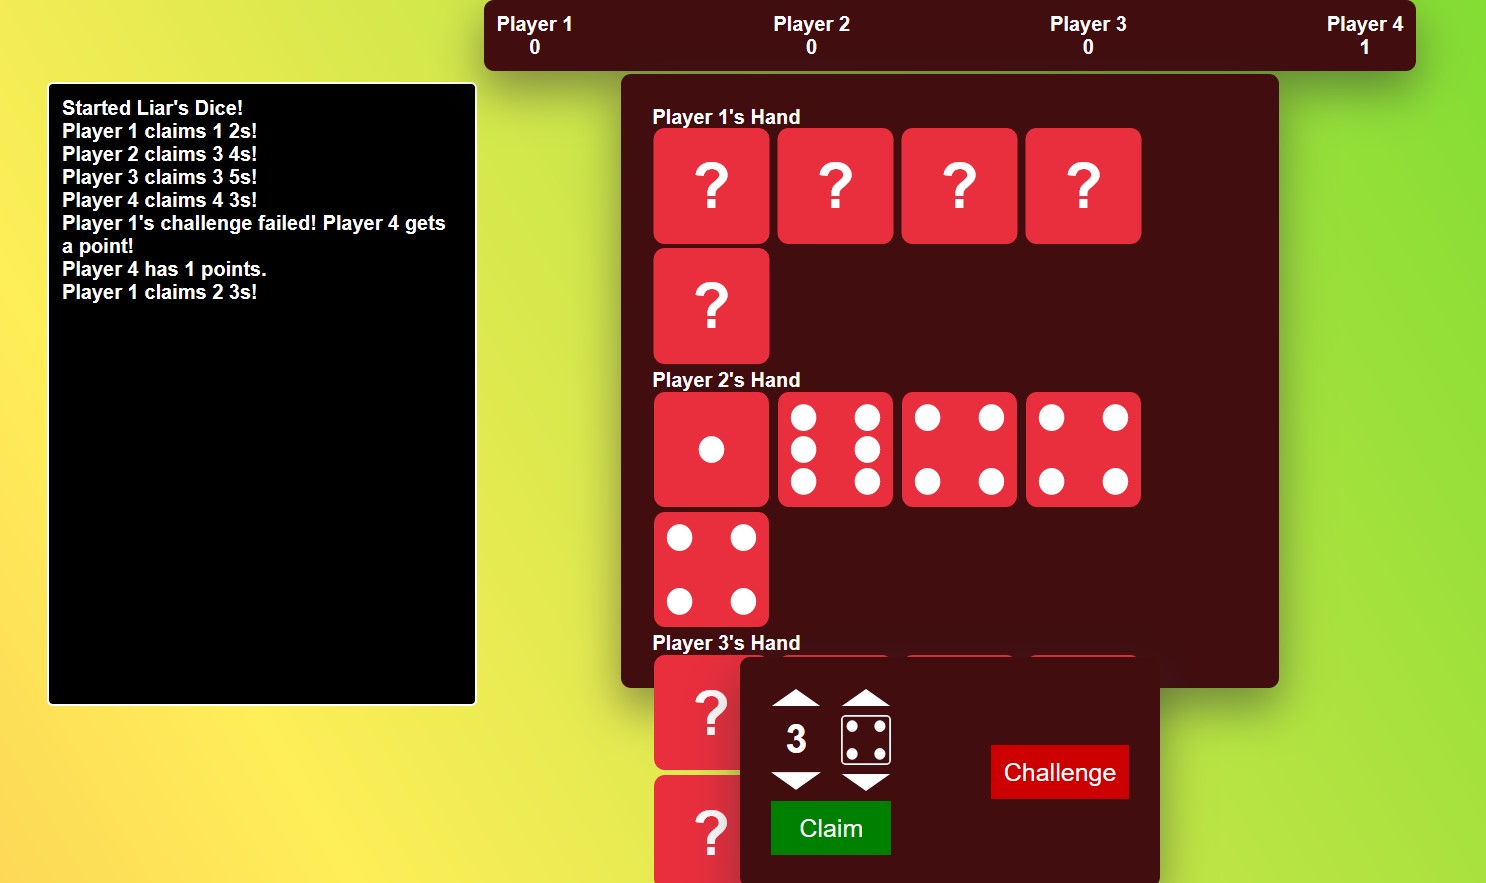 Player 1
0
Player 2
0
Player 3
0
Player 4
1
Started Liar's Dice!
Player 1 claims 1 2s!
Player 2 claims 3 4s!
Player 3 claims 3 5s!
Player 4 claims 4 3s!
Player 1's challenge failed! Player 4 gets
a point!
Player 4 has 1 points.
Player 1 claims 2 3s!
Player 1's Hand
? ? ? ?
?
Player 2's Hand
Player 3's Hand
?
?
3
Claim
Challenge